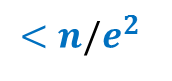 < n/e²